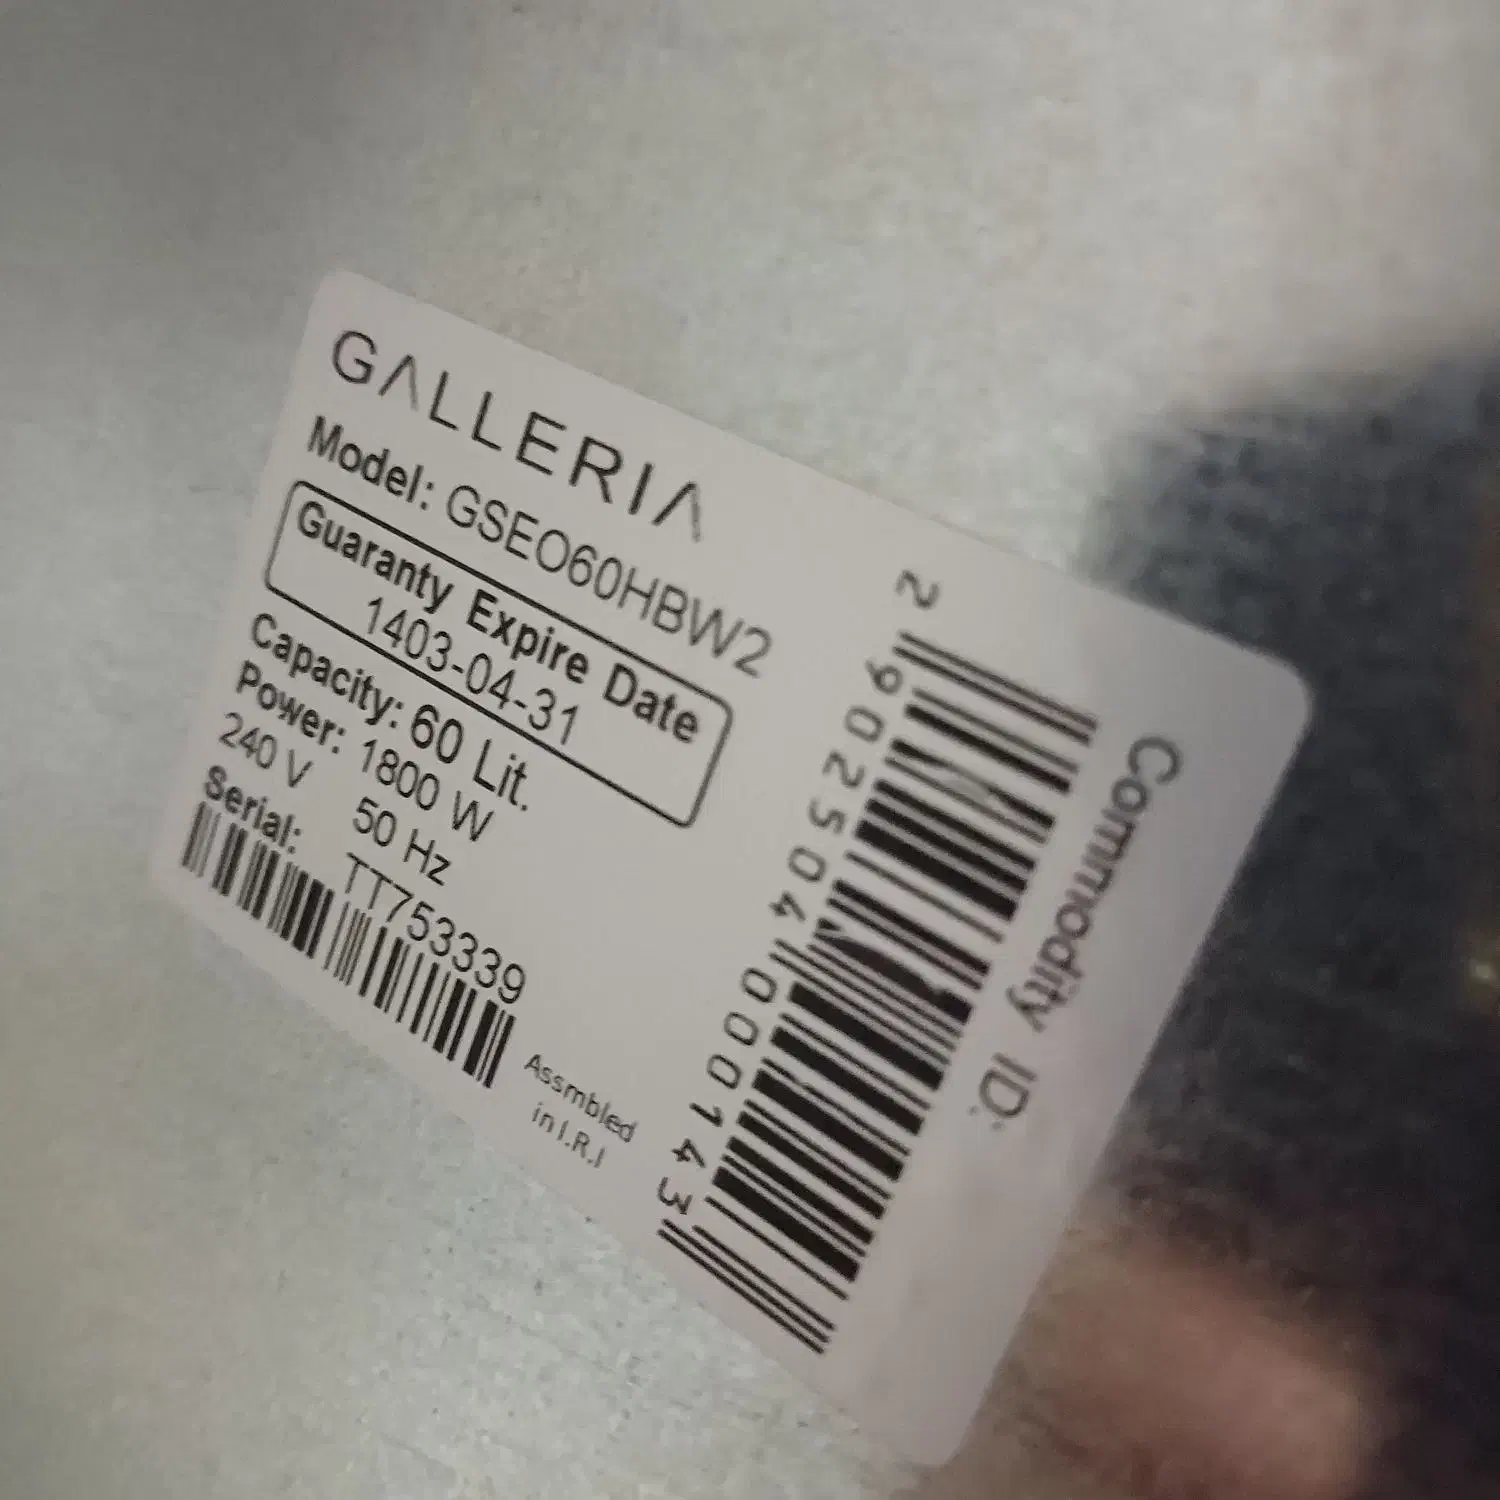 GALLERIA
Model: GSEO60HBW2
Guaranty Expire Date
1403-04-31
Capacity: 60 Lit.
Power: 1800 W
240 V 50 Hz
Serial: TT753339
Assmbled
in I.R.I
2902504000143
Commodity ID: